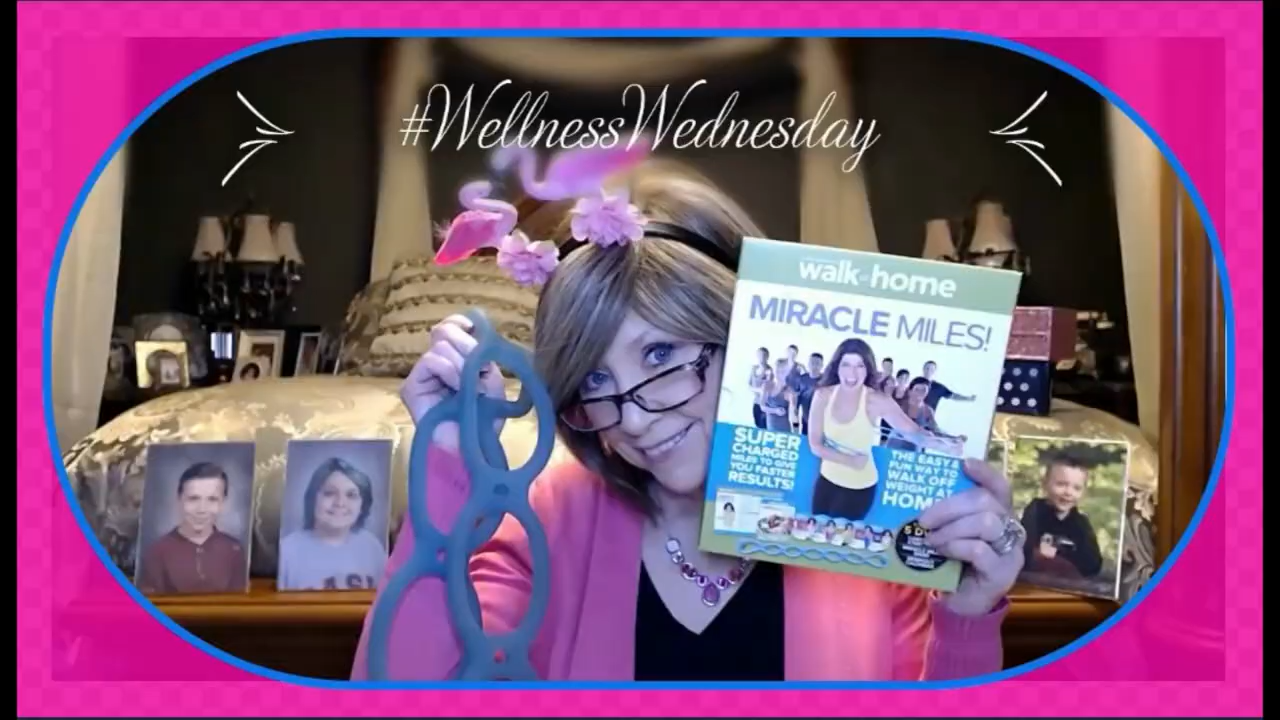 #WellnessWednesday
walk at home
MIRACLE MILES!
SUPER
CHARGED
MILES TO GIVE
YOU FASTER
RESULTS!
THE EASY &
FUN WAY TO
WALK OFF
WEIGHT AT
HOME